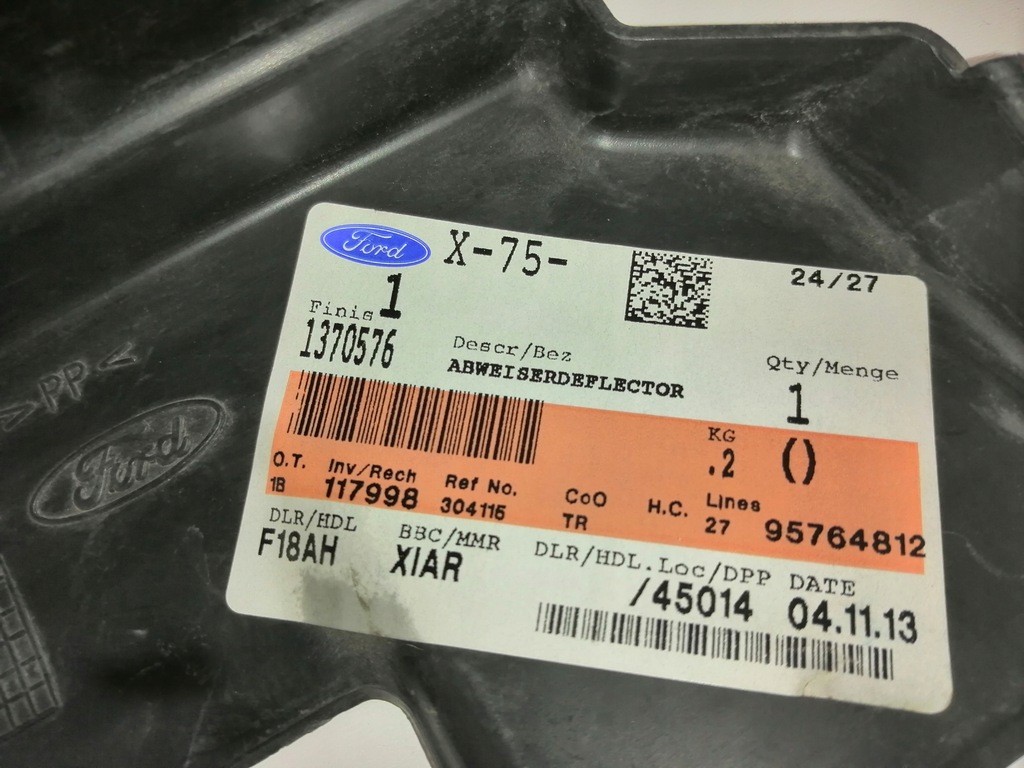 Ford X-75- 24/27
1
Finis
1370576
Descr/Bez
ABWEISERDEFLECTOR
Qty/Menge
1
KG
.2 ()
O.T. Inv/Rech Ref No. CoO H.C. Lines
1B 117998 304115 TR 27 95764812
DLR/HDL BBC/MMR DLR/HDL.Loc/DPP DATE
F18AH XIAR /45014 04.11.13
>PP<
Ford